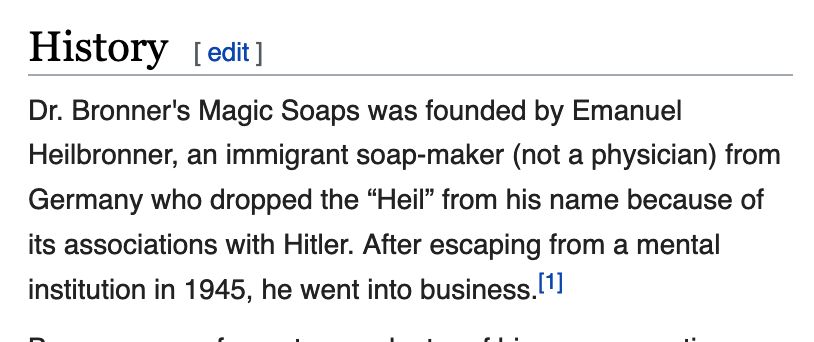 History [ edit ]
Dr. Bronner's Magic Soaps was founded by Emanuel
Heilbronner, an immigrant soap-maker (not a physician) from
Germany who dropped the “Heil” from his name because of
its associations with Hitler. After escaping from a mental
institution in 1945, he went into business.[1]